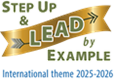 STEP UP
&
LEAD
by
EXAMPLE
International theme 2025-2026